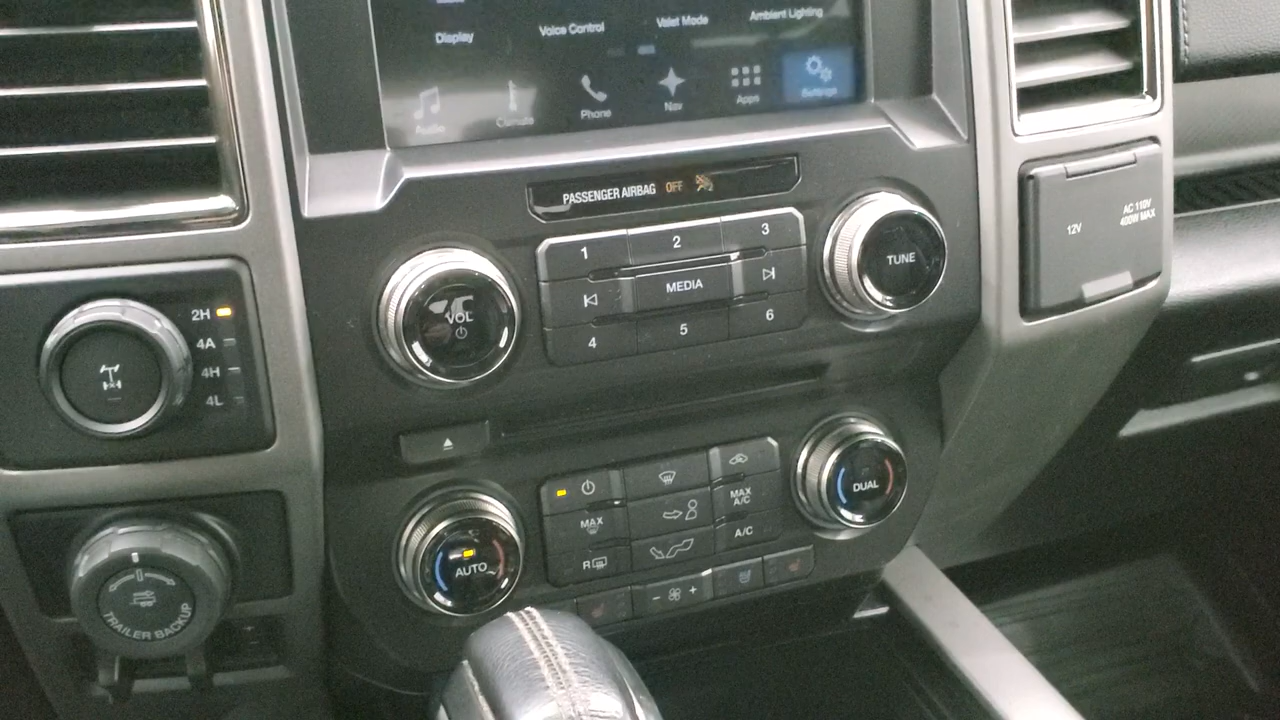 Display
Voice Control
Valet Mode
Ambient Lighting
Audio
Climate
Phone
Nav
Apps
Settings
PASSENGER AIRBAG OFF
1
2
3
MEDIA
4
5
6
VOL
TUNE
12V
AC 110V
400W MAX
2H
4A
4H
4L
TRAILER BACKUP
AUTO
MAX
R
MAX
A/C
A/C
DUAL
- +